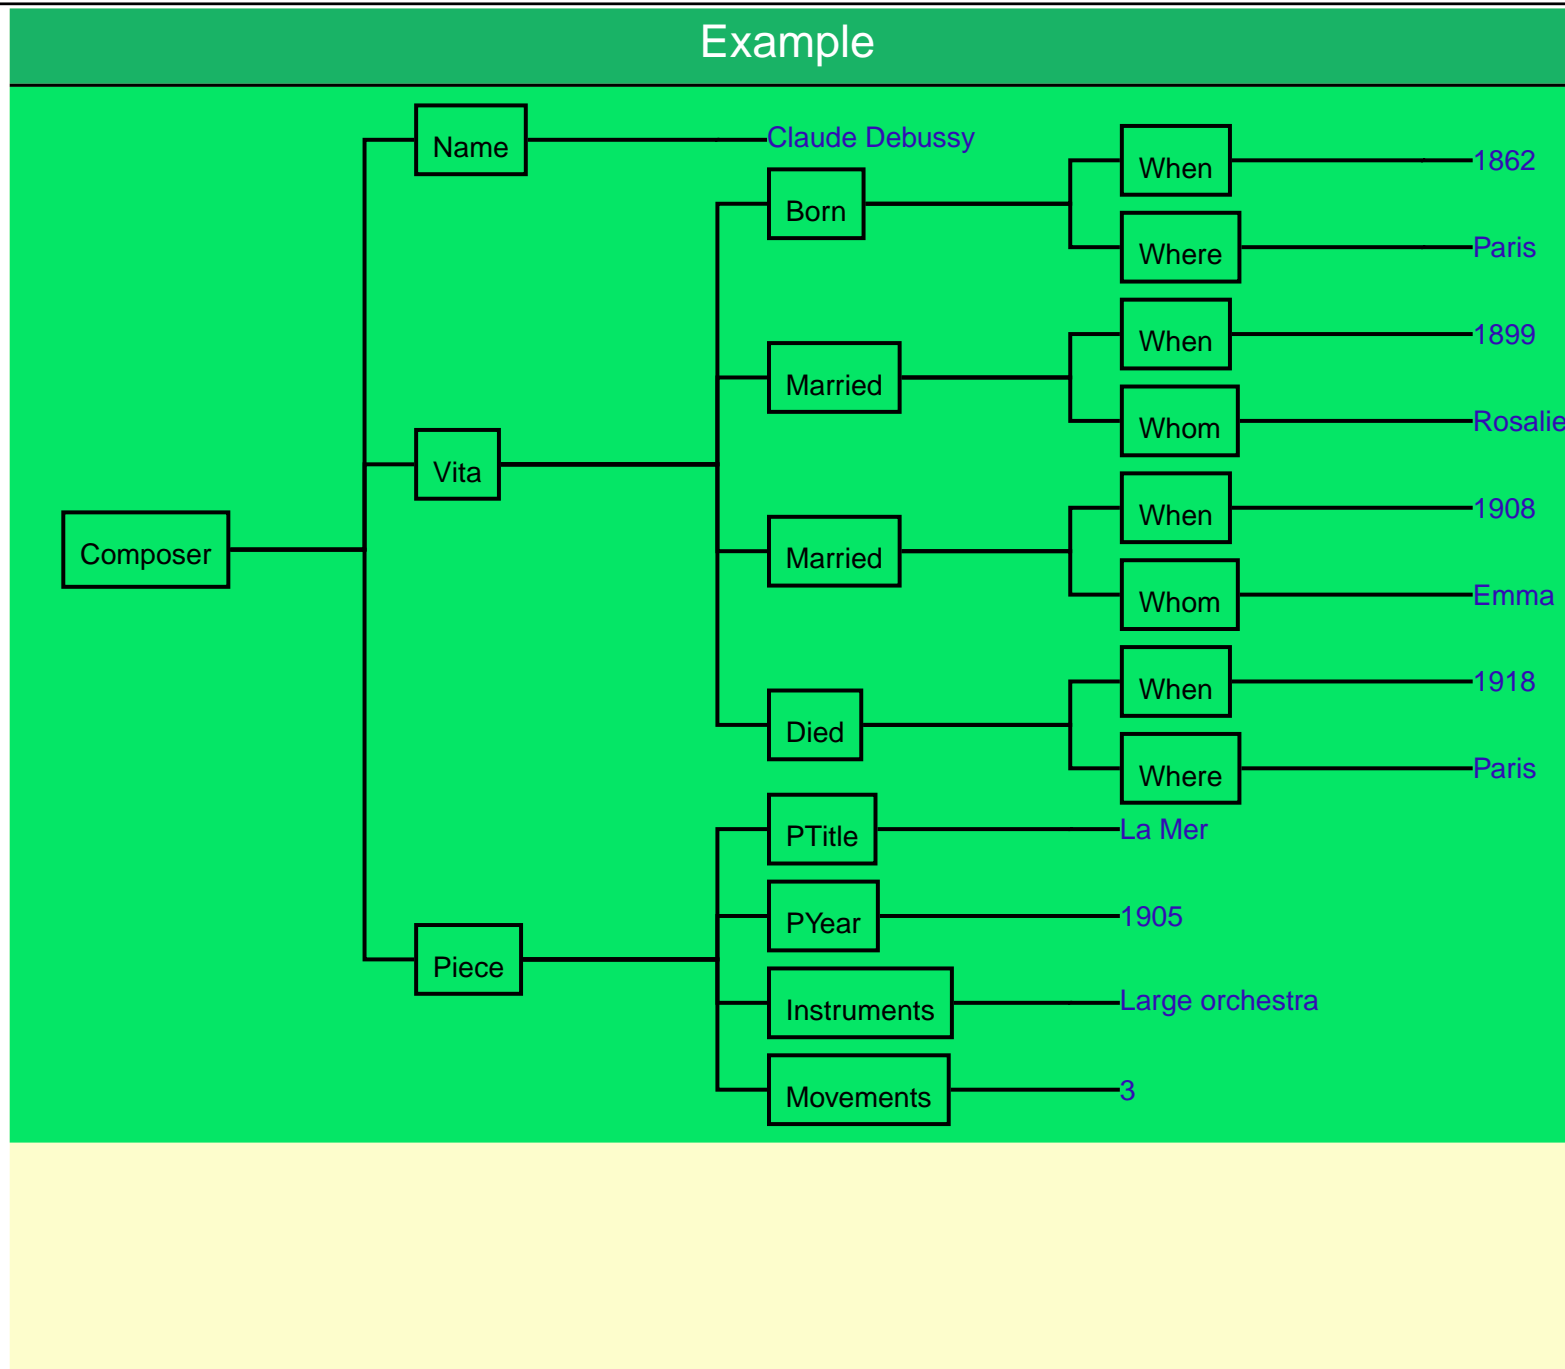 Example
Name Claude Debussy
Born When 1862
Where Paris
Married When 1899
Whom Rosalie
Vita
Married When 1908
Whom Emma
Composer
Died When 1918
Where Paris
PTitle La Mer
PYear 1905
Piece
Instruments Large orchestra
Movements 3